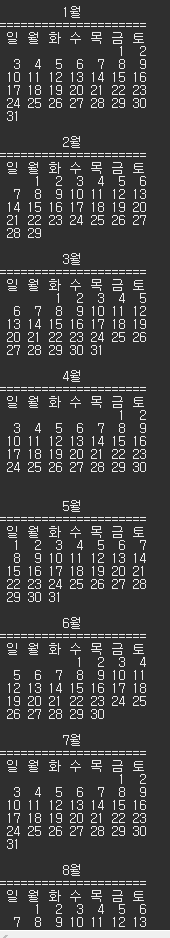 1월
=========================
일 월 화 수 목 금 토
1 2
3 4 5 6 7 8 9
10 11 12 13 14 15 16
17 18 19 20 21 22 23
24 25 26 27 28 29 30
31
2월
=========================
일 월 화 수 목 금 토
1 2 3 4 5 6
7 8 9 10 11 12 13
14 15 16 17 18 19 20
21 22 23 24 25 26 27
28 29
3월
=========================
일 월 화 수 목 금 토
1 2 3 4 5
6 7 8 9 10 11 12
13 14 15 16 17 18 19
20 21 22 23 24 25 26
27 28 29 30 31
4월
=========================
일 월 화 수 목 금 토
1 2
3 4 5 6 7 8 9
10 11 12 13 14 15 16
17 18 19 20 21 22 23
24 25 26 27 28 29 30
5월
=========================
일 월 화 수 목 금 토
1 2 3 4 5 6 7
8 9 10 11 12 13 14
15 16 17 18 19 20 21
22 23 24 25 26 27 28
29 30 31
6월
=========================
일 월 화 수 목 금 토
1 2 3 4
5 6 7 8 9 10 11
12 13 14 15 16 17 18
19 20 21 22 23 24 25
26 27 28 29 30
7월
=========================
일 월 화 수 목 금 토
1 2
3 4 5 6 7 8 9
10 11 12 13 14 15 16
17 18 19 20 21 22 23
24 25 26 27 28 29 30
31
8월
=========================
일 월 화 수 목 금 토
1 2 3 4 5 6
7 8 9 10 11 12 13